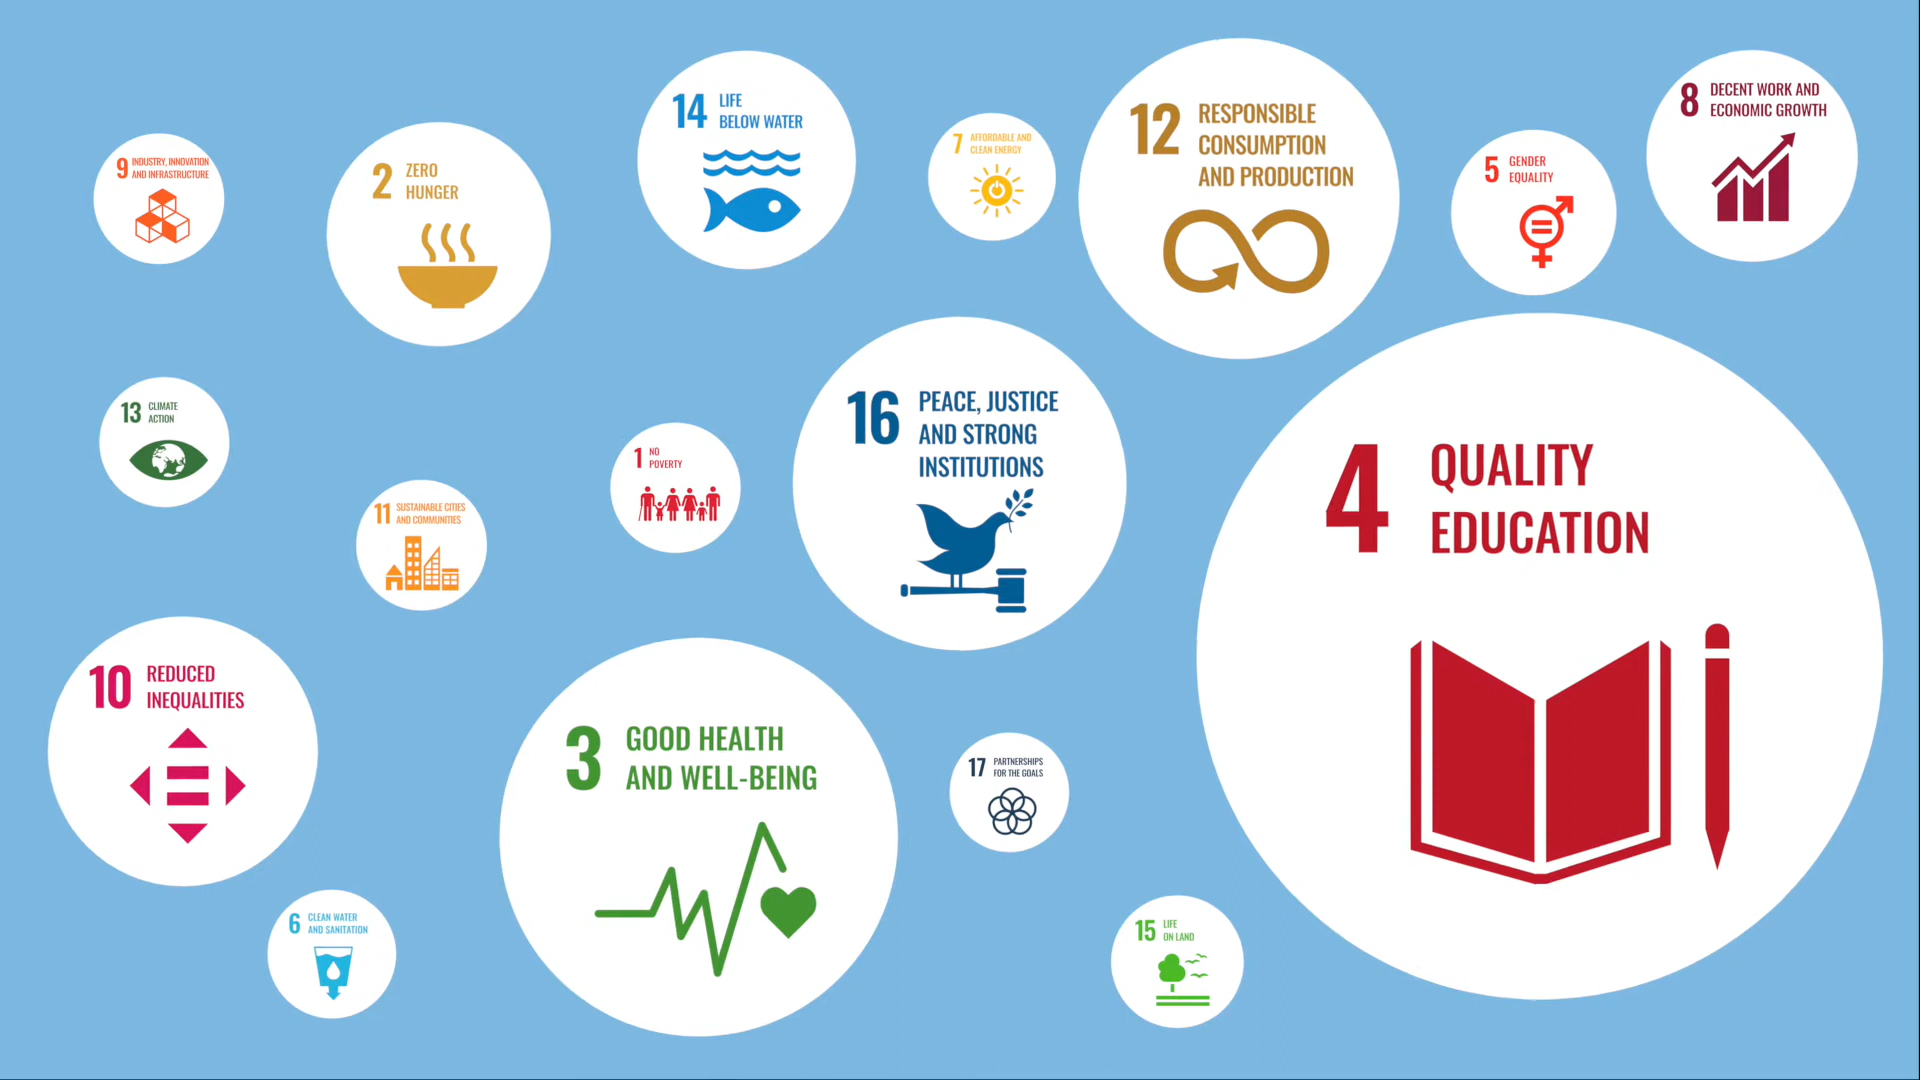 9 INDUSTRY, INNOVATION
AND INFRASTRUCTURE
2 ZERO
HUNGER
14 LIFE
BELOW WATER
7 AFFORDABLE AND
CLEAN ENERGY
12 RESPONSIBLE
CONSUMPTION
AND PRODUCTION
5 GENDER
EQUALITY
8 DECENT WORK AND
ECONOMIC GROWTH
13 CLIMATE
ACTION
11 SUSTAINABLE CITIES
AND COMMUNITIES
1 NO
POVERTY
16 PEACE, JUSTICE
AND STRONG
INSTITUTIONS
4 QUALITY
EDUCATION
10 REDUCED
INEQUALITIES
3 GOOD HEALTH
AND WELL-BEING
17 PARTNERSHIPS
FOR THE GOALS
6 CLEAN WATER
AND SANITATION
15 LIFE
ON LAND